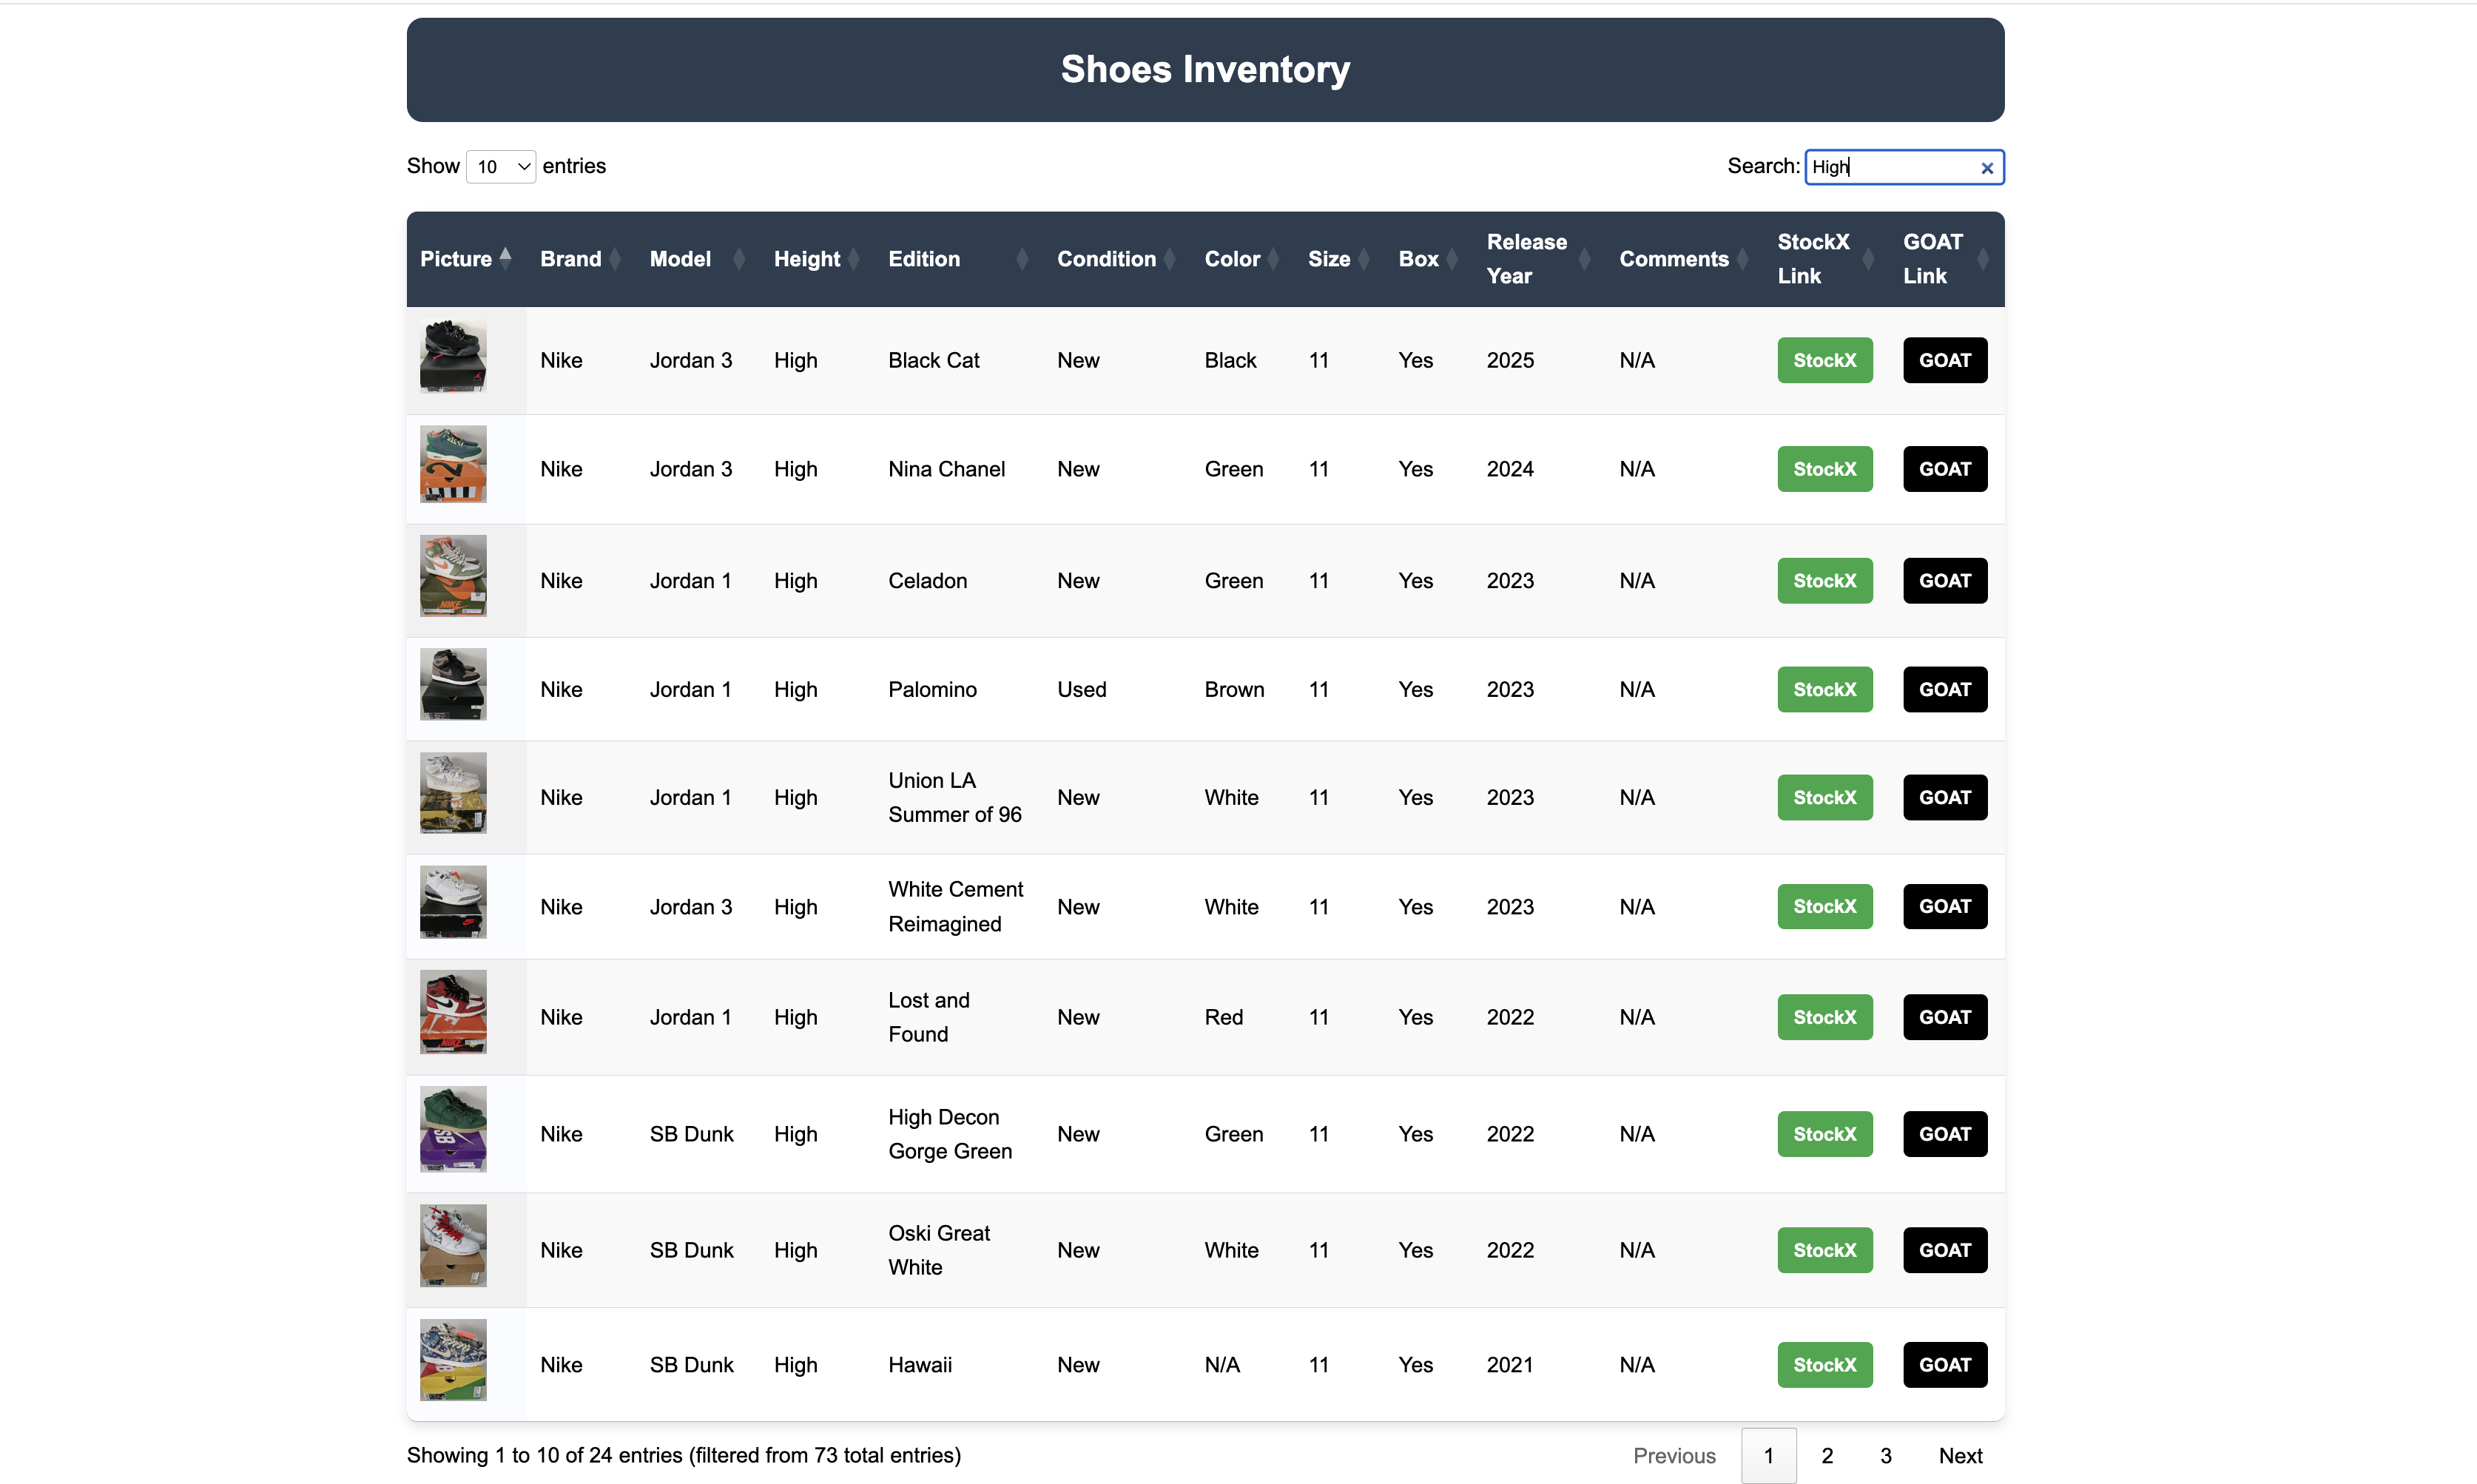 Shoes Inventory
Show 10 entries
Search: High
Picture Brand Model Height Edition Condition Color Size Box Release Year Comments StockX Link GOAT Link
Nike Jordan 3 High Black Cat New Black 11 Yes 2025 N/A StockX GOAT
Nike Jordan 3 High Nina Chanel New Green 11 Yes 2024 N/A StockX GOAT
Nike Jordan 1 High Celadon New Green 11 Yes 2023 N/A StockX GOAT
NIKE
Nike Jordan 1 High Palomino Used Brown 11 Yes 2023 N/A StockX GOAT
Nike Jordan 1 High Union LA Summer of 96 New White 11 Yes 2023 N/A StockX GOAT
Nike Jordan 3 High White Cement Reimagined New White 11 Yes 2023 N/A StockX GOAT
Nike Jordan 1 High Lost and Found New Red 11 Yes 2022 N/A StockX GOAT
NIKE
Nike SB Dunk High High Decon Gorge Green New Green 11 Yes 2022 N/A StockX GOAT
SB
Nike SB Dunk High Oski Great White New White 11 Yes 2022 N/A StockX GOAT
Nike SB Dunk High Hawaii New N/A 11 Yes 2021 N/A StockX GOAT
Showing 1 to 10 of 24 entries (filtered from 73 total entries)
Previous 1 2 3 Next